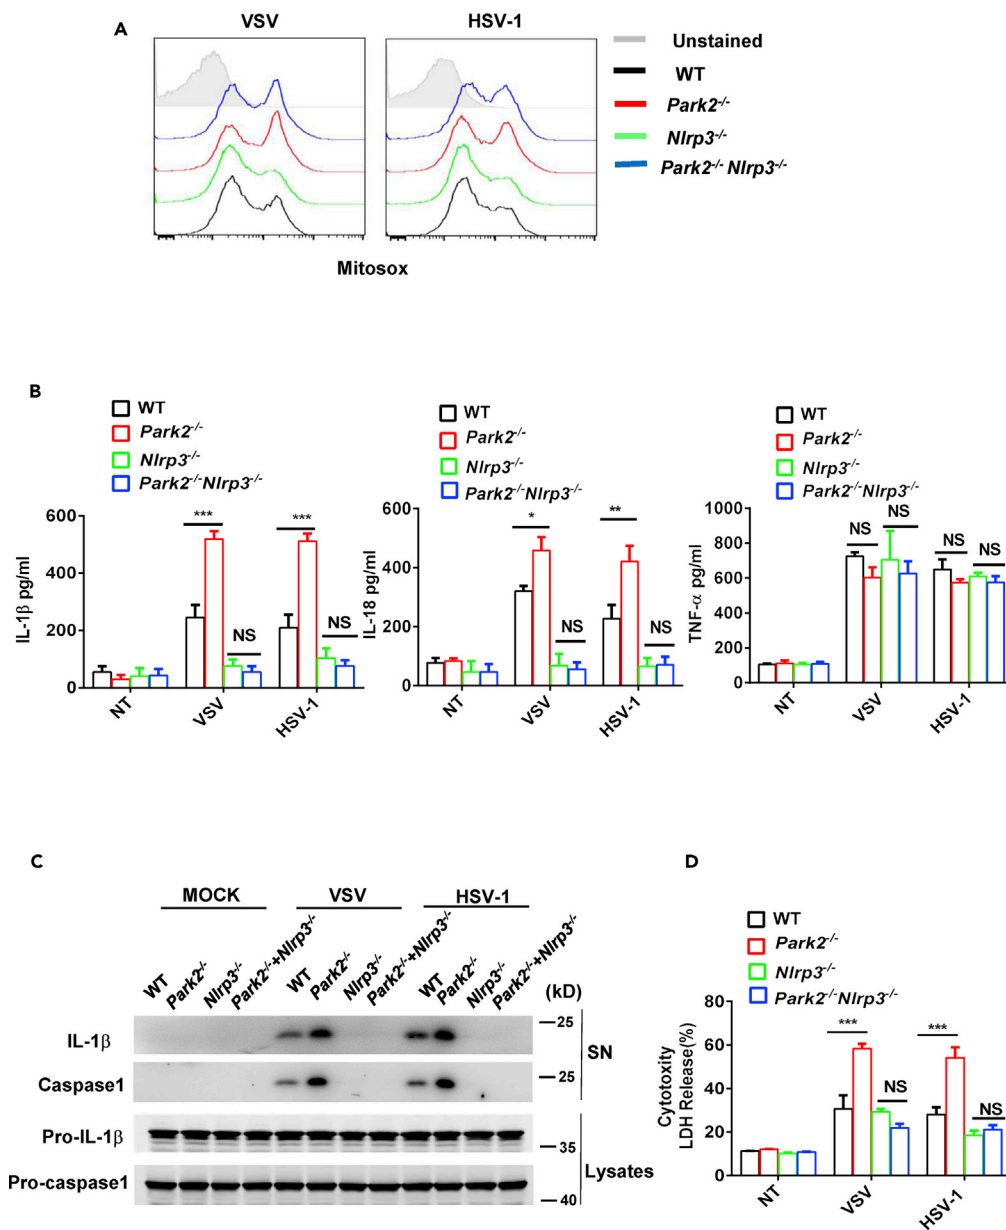 A
VSV
HSV-1
Unstained
WT
Park2-/-
Nlrp3-/-
Park2-/- Nlrp3-/-
Mitosox
B
WT
Park2-/-
Nlrp3-/-
Park2-/-Nlrp3-/-
600
400
200
0
IL-1β pg/ml
***
***
NS
NS
NT
VSV
HSV-1
WT
Park2-/-
Nlrp3-/-
Park2-/-Nlrp3-/-
600
400
200
0
IL-18 pg/ml
*
**
NS
NS
NT
VSV
HSV-1
WT
Park2-/-
Nlrp3-/-
Park2-/-Nlrp3-/-
1000
800
600
400
200
0
TNF-α pg/ml
NS
NS
NS
NS
NT
VSV
HSV-1
C
MOCK
VSV
HSV-1
WT
Park2-/-
Nlrp3-/-
Park2-/-+Nlrp3-/-
WT
Park2-/-
Nlrp3-/-
Park2-/-+Nlrp3-/-
WT
Park2-/-
Nlrp3-/-
Park2-/-+Nlrp3-/-
(kD)
IL-1β
25
SN
Caspase1
25
Pro-IL-1β
35
Lysates
Pro-caspase1
40
D
WT
Park2-/-
Nlrp3-/-
Park2-/-Nlrp3-/-
80
60
40
20
0
Cytotoxity
LDH Release(%)
***
***
NS
NS
NT
VSV
HSV-1